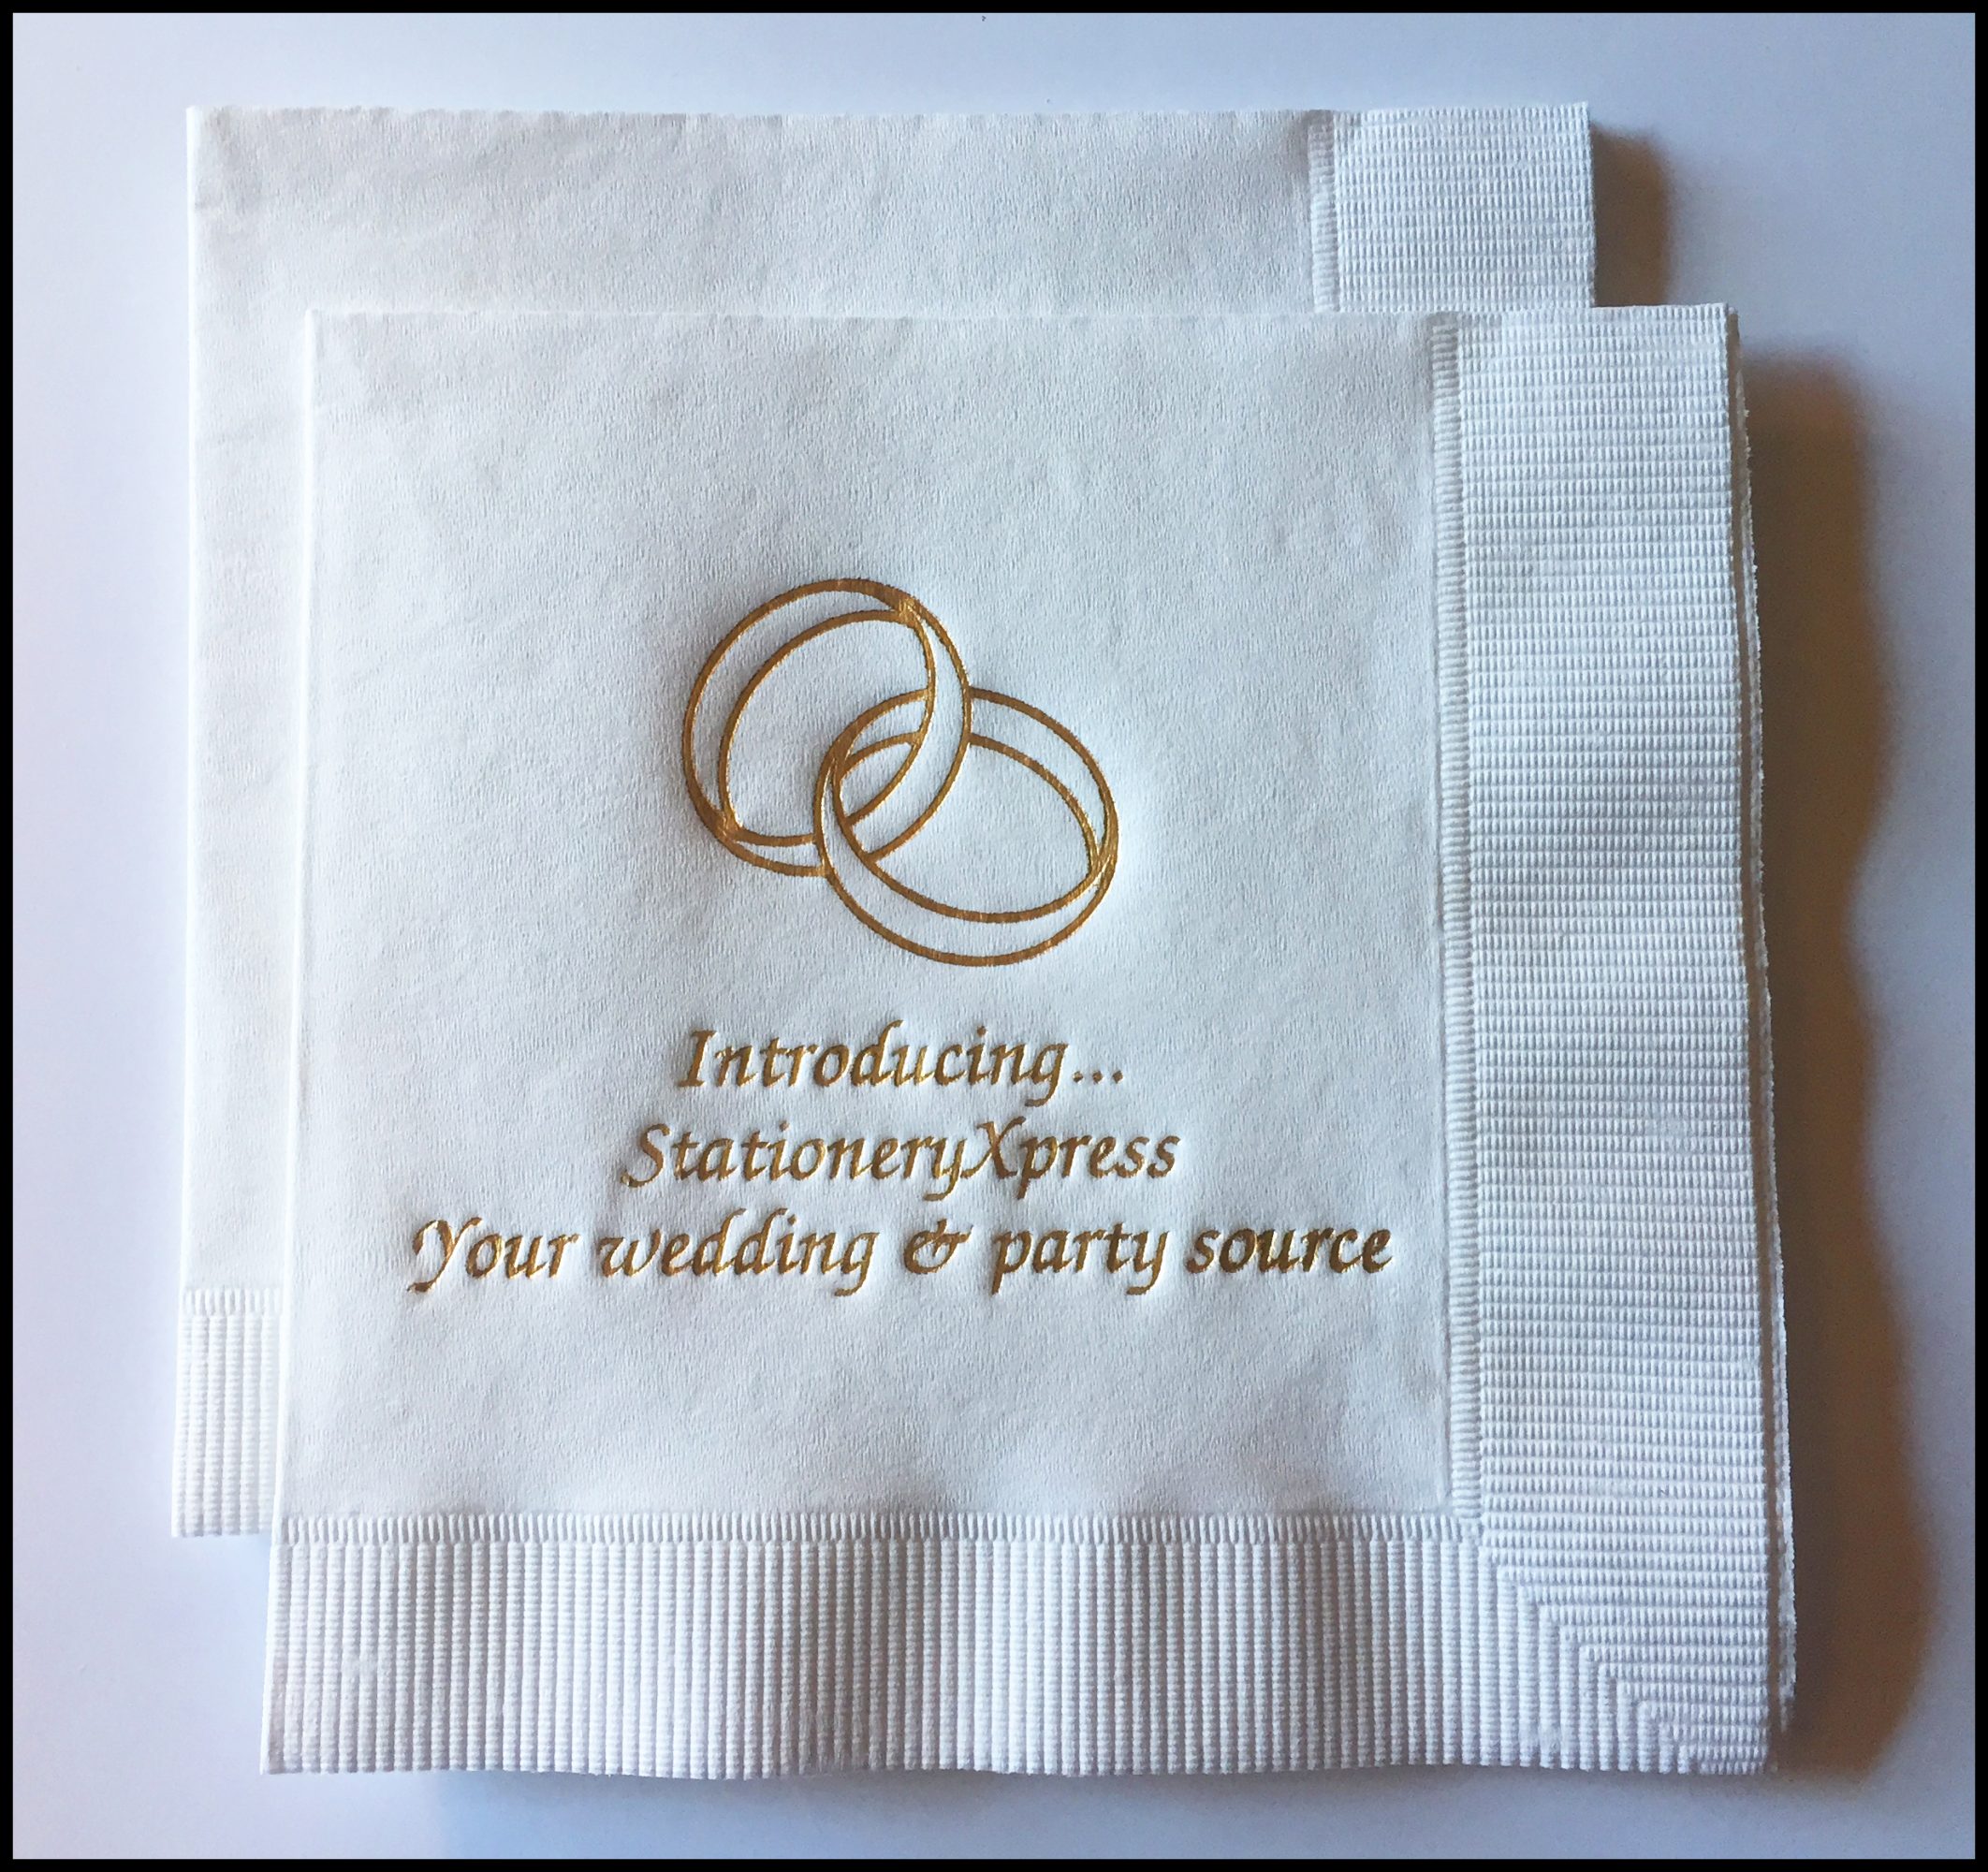 Introducing...
StationeryXpress
Your wedding & party source